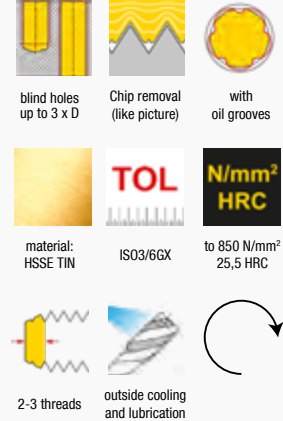 blind holes
up to 3 x D
Chip removal
(like picture)
with
oil grooves
TOL
N/mm²
HRC
material:
HSSE TIN
ISO3/6GX
to 850 N/mm²
25,5 HRC
2-3 threads
outside cooling
and lubrication